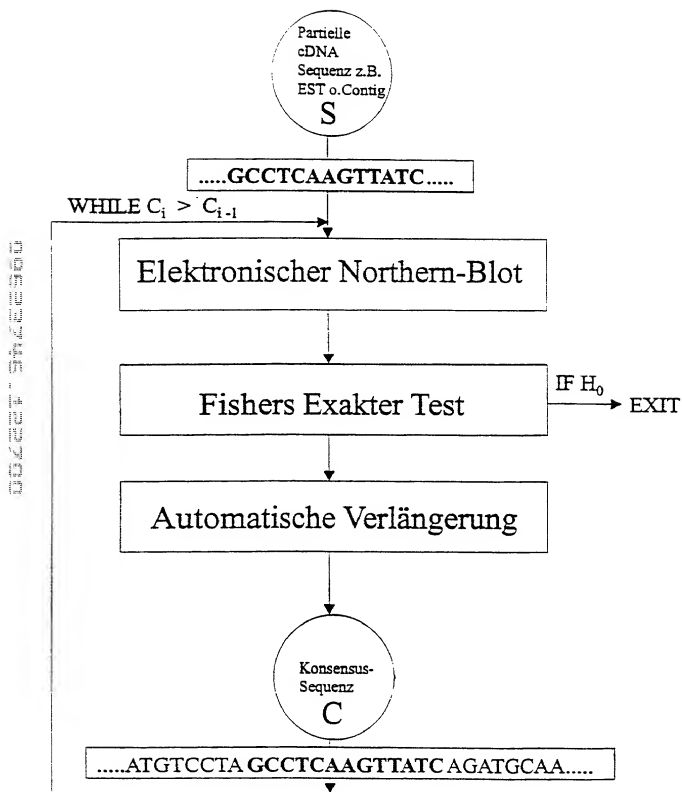 Partielle
cDNA
Sequenz z.B.
EST o.Contig
S
.....GCCTCAAGTTATC.....
WHILE Ci > Ci-1
Elektronischer Northern-Blot
Fishers Exakter Test
IF H0
EXIT
Automatische Verlängerung
Konsensus-
Sequenz
C
.....ATGTCCTA GCCTCAAGTTATC AGATGCAA.....